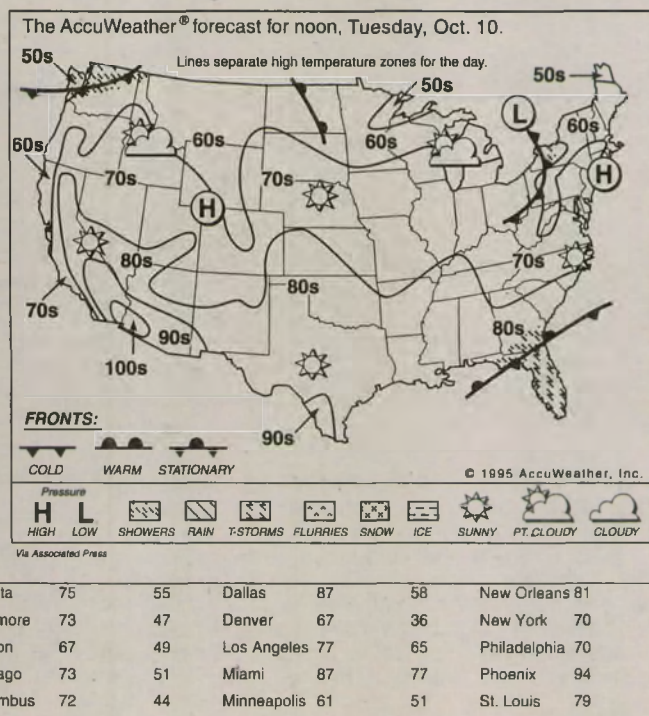 The AccuWeather® forecast for noon, Tuesday, Oct. 10.
Lines separate high temperature zones for the day.
50s
50s
50s
L
60s
60s
60s
60s
H
70s
70s
H
80s
70s
80s
70s
80s
90s
100s
90s
FRONTS:
COLD WARM STATIONARY
© 1995 AccuWeather, Inc.
Pressure
H L
HIGH LOW SHOWERS RAIN T-STORMS FLURRIES SNOW ICE SUNNY PT. CLOUDY CLOUDY
Via Associated Press
ta 75 55 Dallas 87 58 New Orleans 81
more 73 47 Denver 67 36 New York 70
on 67 49 Los Angeles 77 65 Philadelphia 70
ago 73 51 Miami 87 77 Phoenix 94
mbus 72 44 Minneapolis 61 51 St. Louis 79